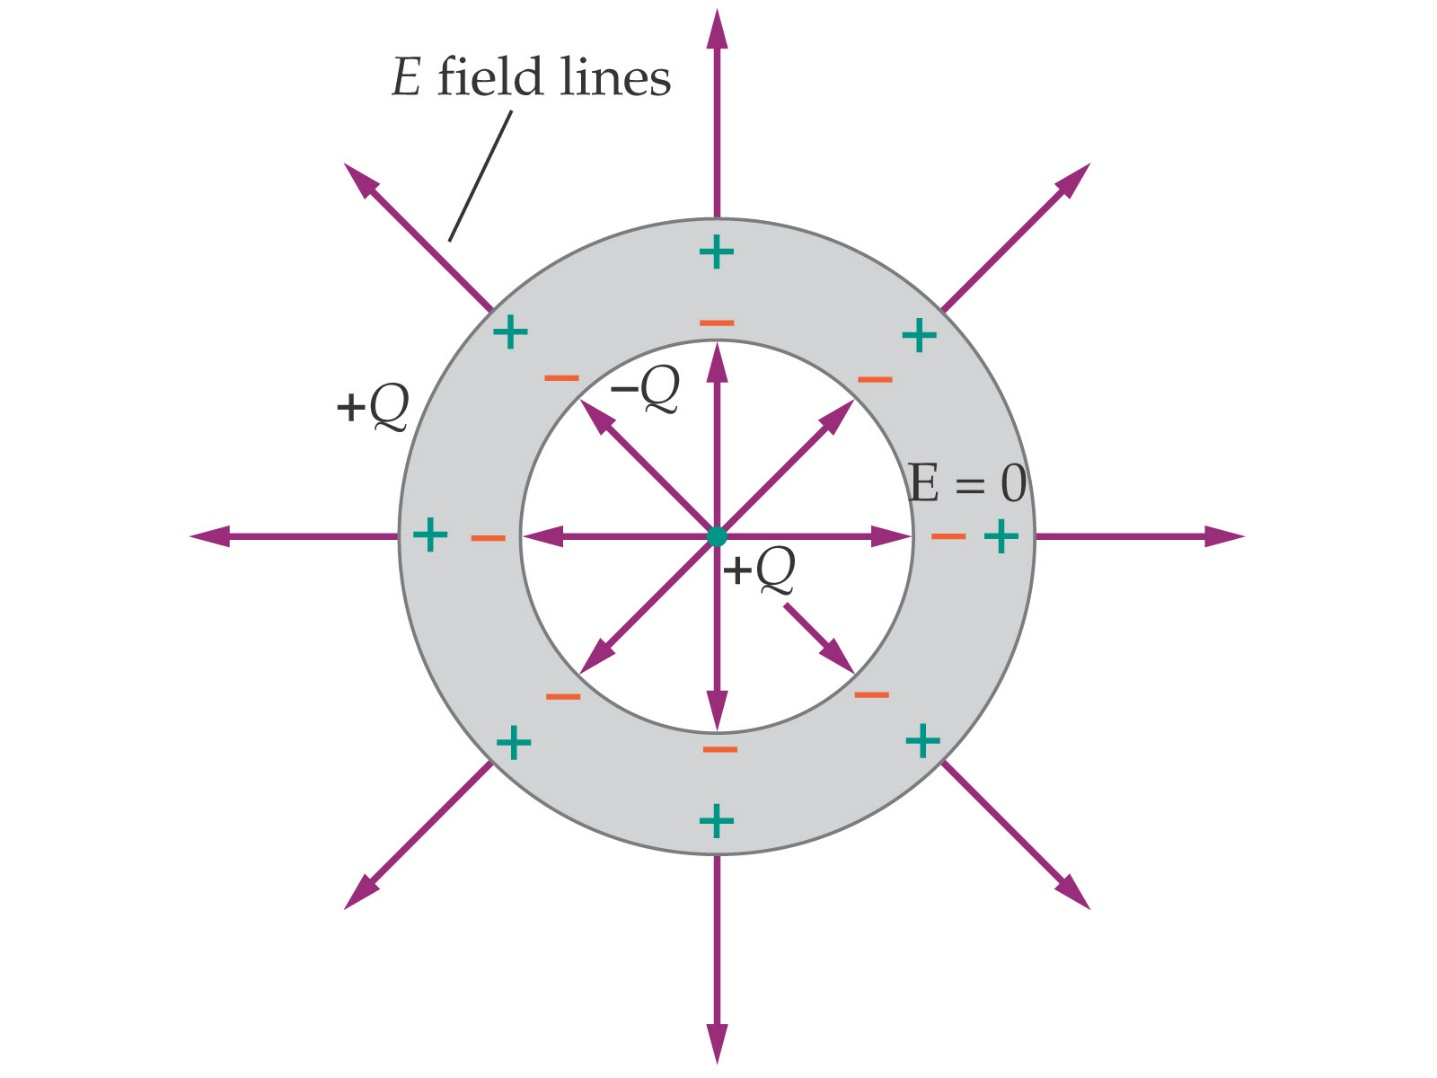 E field lines
+Q
–Q
E = 0
+Q